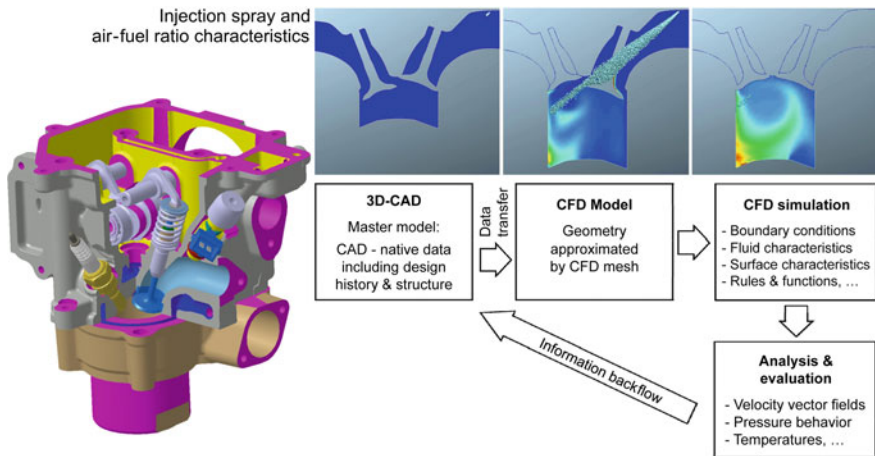 Injection spray and
air-fuel ratio characteristics
3D-CAD
Master model:
CAD - native data
including design
history & structure
Data
transfer
CFD Model
Geometry
approximated
by CFD mesh
CFD simulation
- Boundary conditions
- Fluid characteristics
- Surface characteristics
- Rules & functions, …
Analysis &
evaluation
- Velocity vector fields
- Pressure behavior
- Temperatures, …
Information backflow